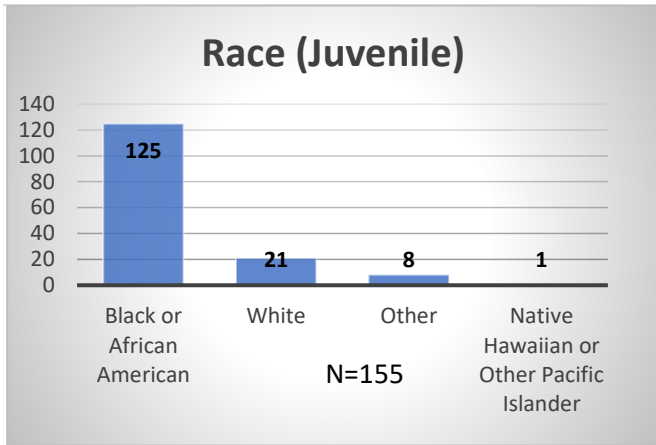 Race (Juvenile)
140
120
100
80
60
40
20
0
125
21
8
1
Black or
African
American
White
Other
Native
Hawaiian or
Other Pacific
Islander
N=155